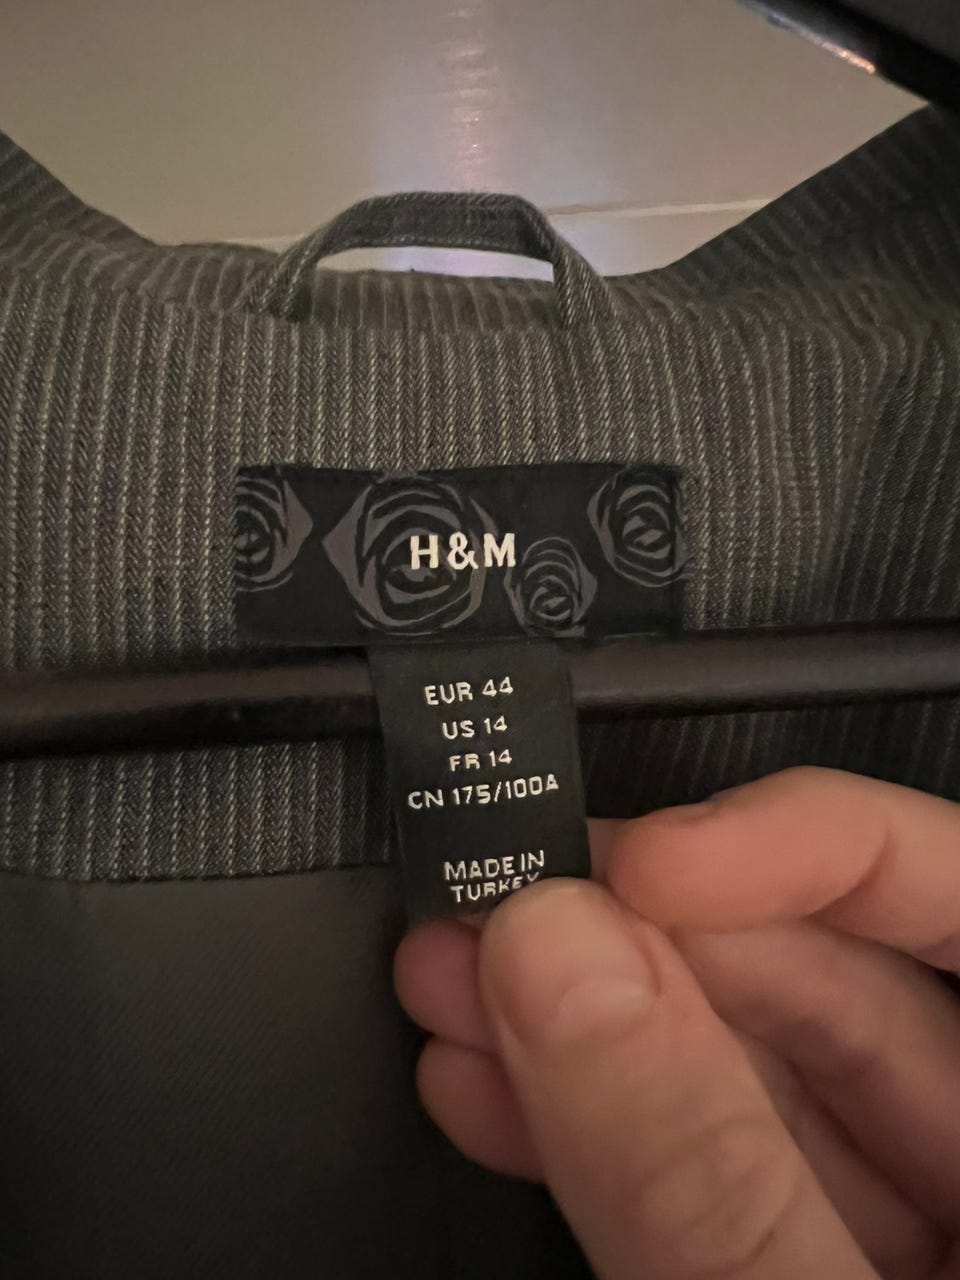 H&M
EUR 44
US 14
FR 14
CN 175/100A
MADE IN
TURKEY